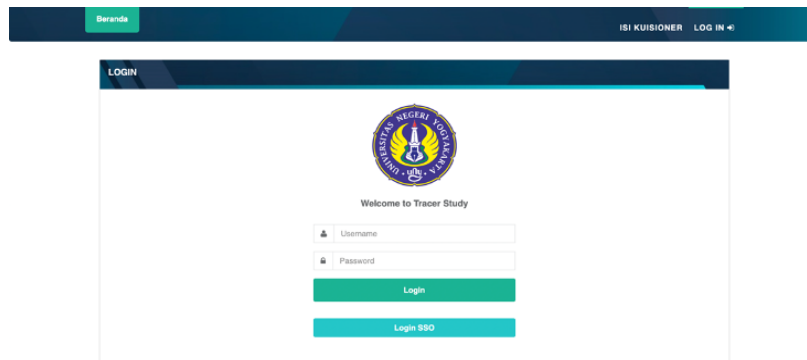 Beranda
ISI KUISIONER LOG IN
LOGIN
UNIVERSITAS NEGERI YOGYAKARTA
Welcome to Tracer Study
Username
Password
Login
Login SSO